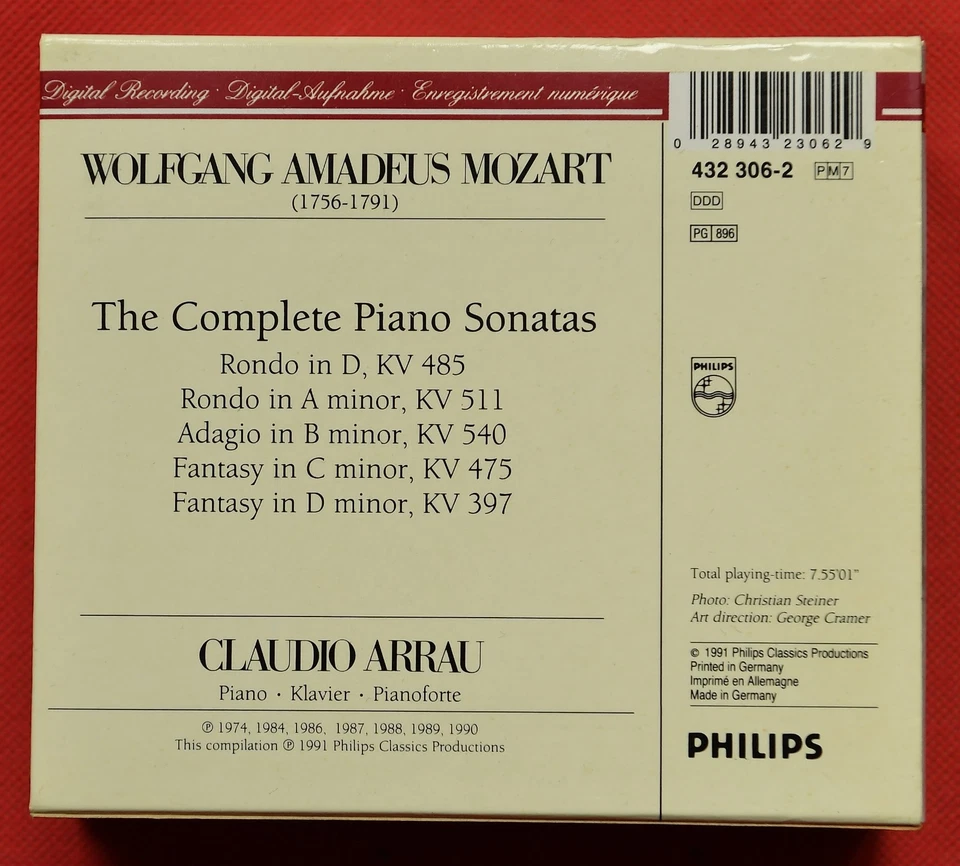 Digital Recording · Digital-Aufnahme · Enregistrement numérique
WOLFGANG AMADEUS MOZART
(1756-1791)
The Complete Piano Sonatas
Rondo in D, KV 485
Rondo in A minor, KV 511
Adagio in B minor, KV 540
Fantasy in C minor, KV 475
Fantasy in D minor, KV 397
CLAUDIO ARRAU
Piano · Klavier · Pianoforte
℗ 1974, 1984, 1986, 1987, 1988, 1989, 1990
This compilation ℗ 1991 Philips Classics Productions
0 28943 23062 9
432 306-2 PM7
DDD
PG 896
PHILIPS
Total playing-time: 7.55'01"
Photo: Christian Steiner
Art direction: George Cramer
© 1991 Philips Classics Productions
Printed in Germany
Imprimé en Allemagne
Made in Germany
PHILIPS